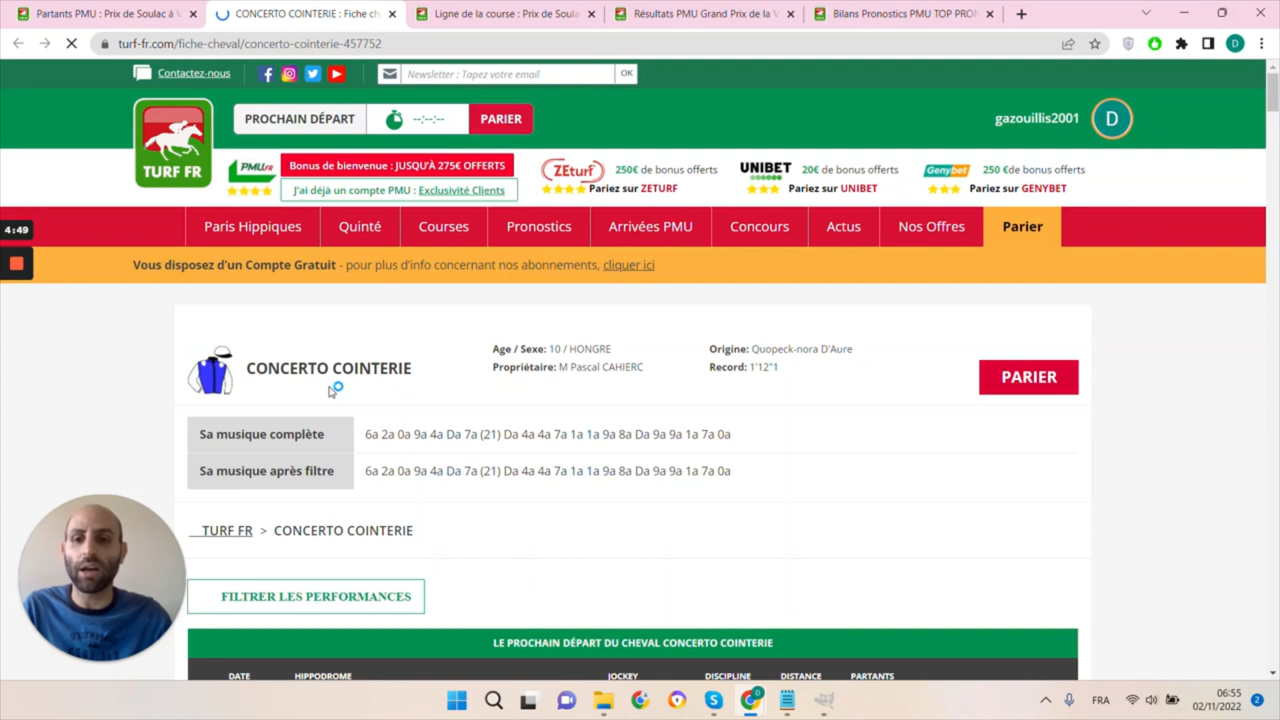 Partants PMU : Prix de Soulac à V
CONCERTO COINTERIE : Fiche ch
Ligne de la course : Prix de Soula
Résultats PMU Grand Prix de la V
Bilans Pronostics PMU TOP PRON
turf-fr.com/fiche-cheval/concerto-cointerie-457752
D
Contactez-nous
Newsletter : Tapez votre email
OK
TURF FR
PROCHAIN DÉPART
--:--:--
PARIER
gazouillis2001
D
PMU.FR
Bonus de bienvenue : JUSQU'À 275€ OFFERTS
J'ai déjà un compte PMU : Exclusivité Clients
ZEturf
250€ de bonus offerts
Pariez sur ZETURF
UNIBET
20€ de bonus offerts
Pariez sur UNIBET
Genybet
250 € de bonus offerts
Pariez sur GENYBET
4:49
Paris Hippiques
Quinté
Courses
Pronostics
Arrivées PMU
Concours
Actus
Nos Offres
Parier
Vous disposez d'un Compte Gratuit - pour plus d'info concernant nos abonnements, cliquer ici
CONCERTO COINTERIE
Age / Sexe: 10 / HONGRE
Propriétaire: M Pascal CAHIERC
Origine: Quopeck-nora D'Aure
Record: 1'12"1
PARIER
Sa musique complète
6a 2a 0a 9a 4a Da 7a (21) Da 4a 4a 7a 1a 1a 9a 8a Da 9a 9a 1a 7a 0a
Sa musique après filtre
6a 2a 0a 9a 4a Da 7a (21) Da 4a 4a 7a 1a 1a 9a 8a Da 9a 9a 1a 7a 0a
TURF FR > CONCERTO COINTERIE
FILTRER LES PERFORMANCES
LE PROCHAIN DÉPART DU CHEVAL CONCERTO COINTERIE
DATE
HIPPODROME
JOCKEY
DISCIPLINE
DISTANCE
PARTANTS
FRA
06:55
02/11/2022
2